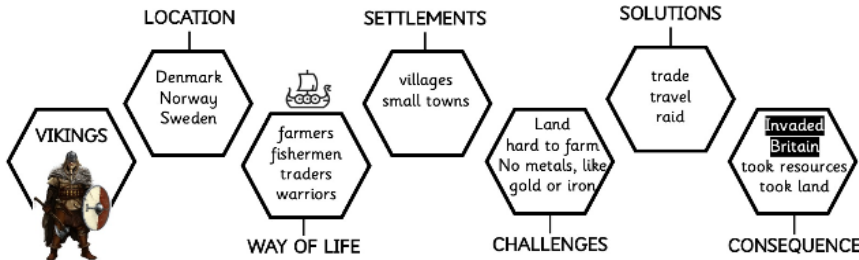 VIKINGS
LOCATION
Denmark
Norway
Sweden
farmers
fishermen
traders
warriors
WAY OF LIFE
SETTLEMENTS
villages
small towns
Land
hard to farm
No metals, like
gold or iron
CHALLENGES
SOLUTIONS
trade
travel
raid
Invaded
Britain
took resources
took land
CONSEQUENCE